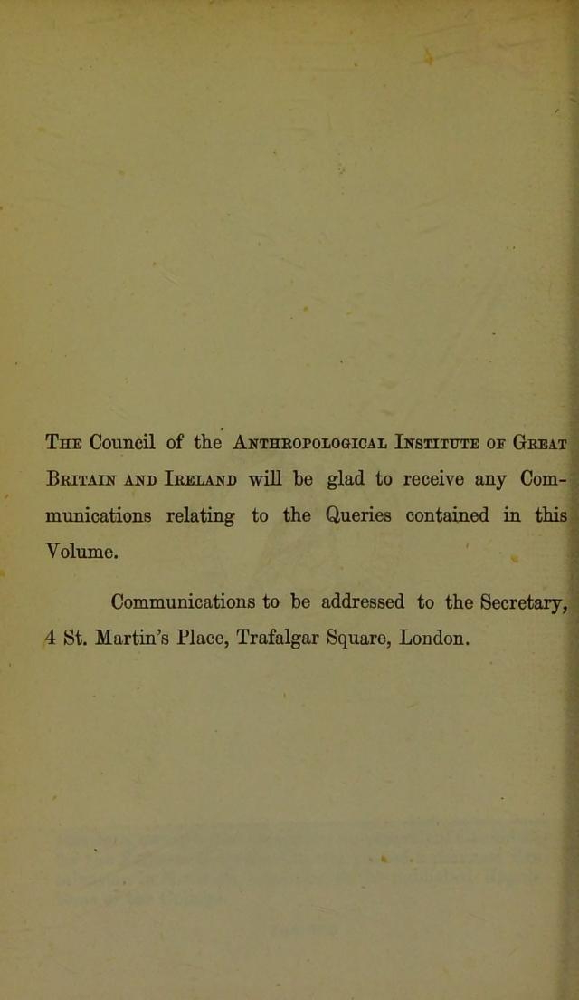 The Council of the Anthropological Institute of Great
Britain and Ireland will be glad to receive any Com-
munications relating to the Queries contained in this
Volume.
Communications to be addressed to the Secretary,
4 St. Martin's Place, Trafalgar Square, London.